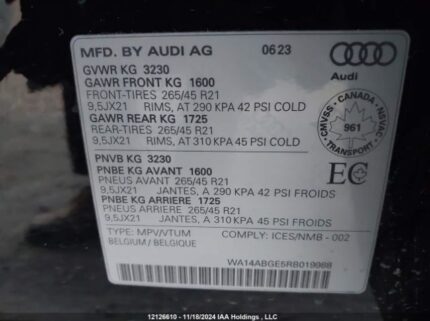 MFD. BY AUDI AG 0623
Audi
GVWR KG 3230
GAWR FRONT KG 1600
FRONT-TIRES 265/45 R21
9,5JX21 RIMS, AT 290 KPA 42 PSI COLD
GAWR REAR KG 1725
REAR-TIRES 265/45 R21
9,5JX21 RIMS, AT 310 KPA 45 PSI COLD
CMVSS - CANADA - NSVAC
961
TRANSPORT
PNVB KG 3230
PNBE KG AVANT 1600
PNEUS AVANT 265/45 R21
9,5JX21 JANTES, A 290 KPA 42 PSI FROIDS
PNBE KG ARRIERE 1725
PNEUS ARRIERE 265/45 R21
9,5JX21 JANTES, A 310 KPA 45 PSI FROIDS
EC
TYPE: MPV/VTUM COMPLY: ICES/NMB - 002
BELGIUM / BELGIQUE
12126610 - 11/18/2024 IAA Holdings , LLC